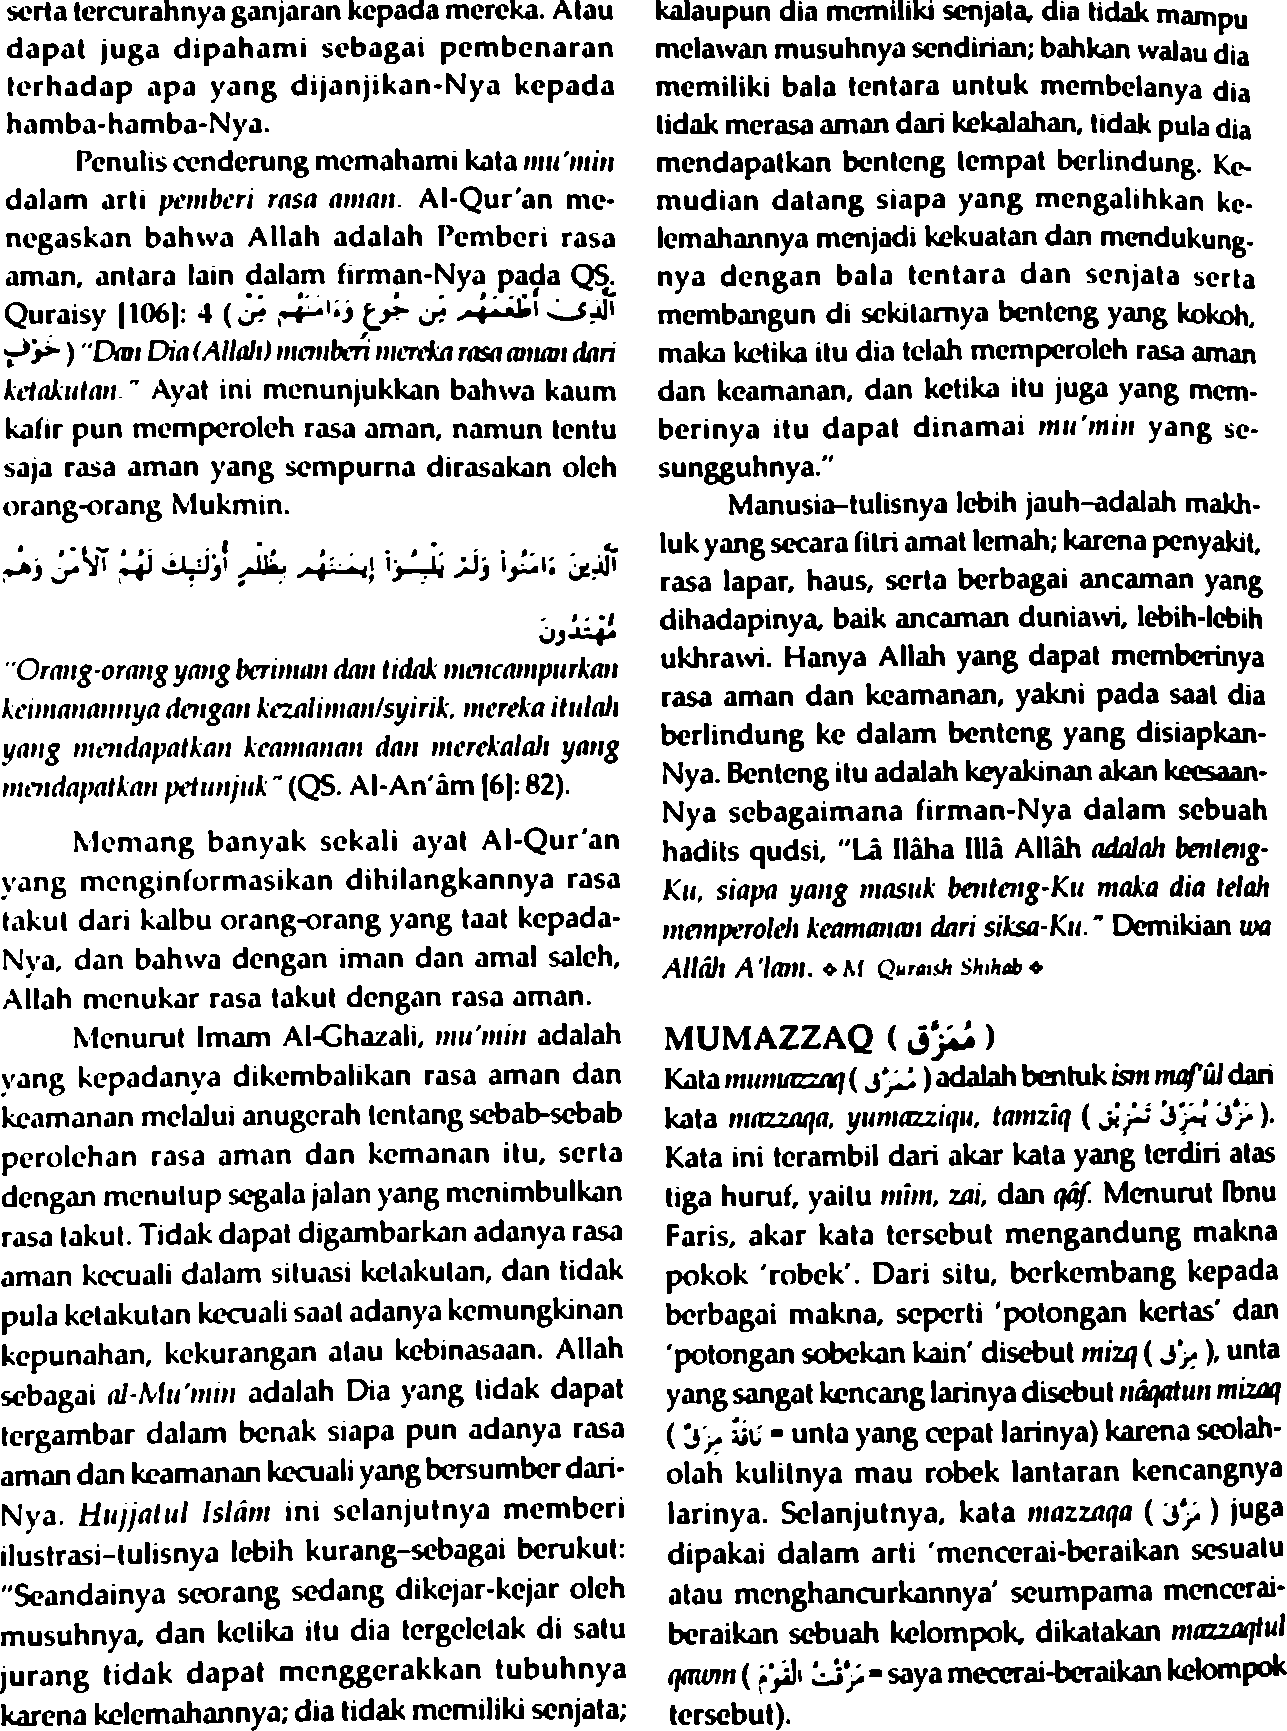 serta tercurahnya ganjaran kepada mereka. Atau
dapat juga dipahami sebagai pembenaran
terhadap apa yang dijanjikan-Nya kepada
hamba-hamba-Nya.
Penulis cenderung memahami kata mu'min
dalam arti pemberi rasa aman. Al-Qur'an me-
negaskan bahwa Allah adalah Pemberi rasa
aman, antara lain dalam firman-Nya pada QS.
Quraisy [106]: 4 (ٱلَّذِىٓ أَطْعَمَهُم مِّن جُوعٍ وَءَامَنَهُم مِّنْ
خَوْفٍۭ) "Dan Dia (Allah) memberi mereka rasa aman dari
ketakutan." Ayat ini menunjukkan bahwa kaum
kafir pun memperoleh rasa aman, namun tentu
saja rasa aman yang sempurna dirasakan oleh
orang-orang Mukmin.
ٱلَّذِينَ ءَامَنُوا۟ وَلَمْ يَلْبِسُوٓا۟ إِيمَـٰنَهُم بِظُلْمٍ أُو۟لَـٰٓئِكَ لَهُمُ ٱلْأَمْنُ وَهُم
مُّهْتَدُونَ
"Orang-orang yang beriman dan tidak mencampurkan
keimanannya dengan kezaliman/syirik, mereka itulah
yang mendapatkan keamanan dan merekalah yang
mendapatkan petunjuk" (QS. Al-An'âm [6]: 82).
Memang banyak sekali ayat Al-Qur'an
yang menginformasikan dihilangkannya rasa
takut dari kalbu orang-orang yang taat kepada-
Nya, dan bahwa dengan iman dan amal saleh,
Allah menukar rasa takut dengan rasa aman.
Menurut Imam Al-Ghazali, mu'min adalah
yang kepadanya dikembalikan rasa aman dan
keamanan melalui anugerah tentang sebab-sebab
perolehan rasa aman dan kemanan itu, serta
dengan menutup segala jalan yang menimbulkan
rasa takut. Tidak dapat digambarkan adanya rasa
aman kecuali dalam situasi ketakutan, dan tidak
pula ketakutan kecuali saat adanya kemungkinan
kepunahan, kekurangan atau kebinasaan. Allah
sebagai al-Mu'min adalah Dia yang tidak dapat
tergambar dalam benak siapa pun adanya rasa
aman dan keamanan kecuali yang bersumber dari-
Nya. Hujjatul Islâm ini selanjutnya memberi
ilustrasi–tulisnya lebih kurang–sebagai berukut:
"Seandainya seorang sedang dikejar-kejar oleh
musuhnya, dan ketika itu dia tergeletak di satu
jurang tidak dapat menggerakkan tubuhnya
karena kelemahannya; dia tidak memiliki senjata;
kalaupun dia memiliki senjata, dia tidak mampu
melawan musuhnya sendirian; bahkan walau dia
memiliki bala tentara untuk membelanya dia
tidak merasa aman dari kekalahan, tidak pula dia
mendapatkan benteng tempat berlindung. Ke-
mudian datang siapa yang mengalihkan ke-
lemahannya menjadi kekuatan dan mendukung-
nya dengan bala tentara dan senjata serta
membangun di sekitarnya benteng yang kokoh,
maka ketika itu dia telah memperoleh rasa aman
dan keamanan, dan ketika itu juga yang mem-
berinya itu dapat dinamai mu'min yang se-
sungguhnya."
Manusia–tulisnya lebih jauh–adalah makh-
luk yang secara fitri amat lemah; karena penyakit,
rasa lapar, haus, serta berbagai ancaman yang
dihadapinya, baik ancaman duniawi, lebih-lebih
ukhrawi. Hanya Allah yang dapat memberinya
rasa aman dan keamanan, yakni pada saat dia
berlindung ke dalam benteng yang disiapkan-
Nya. Benteng itu adalah keyakinan akan keesaan-
Nya sebagaimana firman-Nya dalam sebuah
hadits qudsi, "Lâ Ilâha Illâ Allâh adalah benteng-
Ku, siapa yang masuk benteng-Ku maka dia telah
memperoleh keamanan dari siksa-Ku." Demikian wa
Allâh A'lam. ❖ M Quraish Shihab ❖
MUMAZZAQ ( مُمَزَّق )
Kata mumazzaq ( مُمَزَّق ) adalah bentuk ism maf'ûl dari
kata mazzaqa, yumazziqu, tamzîq ( مَزَّقَ يُمَزِّقُ تَمْزِيْق ).
Kata ini terambil dari akar kata yang terdiri atas
tiga huruf, yaitu mîm, zai, dan qâf. Menurut Ibnu
Faris, akar kata tersebut mengandung makna
pokok 'robek'. Dari situ, berkembang kepada
berbagai makna, seperti 'potongan kertas' dan
'potongan sobekan kain' disebut mizq ( مِزْق ), unta
yang sangat kencang larinya disebut nâqatun mizaq
( نَاقَةٌ مِزَقٌ = unta yang cepat larinya) karena seolah-
olah kulitnya mau robek lantaran kencangnya
larinya. Selanjutnya, kata mazzaqa ( مَزَّقَ ) juga
dipakai dalam arti 'mencerai-beraikan sesuatu
atau menghancurkannya' seumpama mencerai-
beraikan sebuah kelompok, dikatakan mazzaqtul
qawm ( مَزَّقْتُ القَوْمَ = saya mecerai-beraikan kelompok
tersebut).